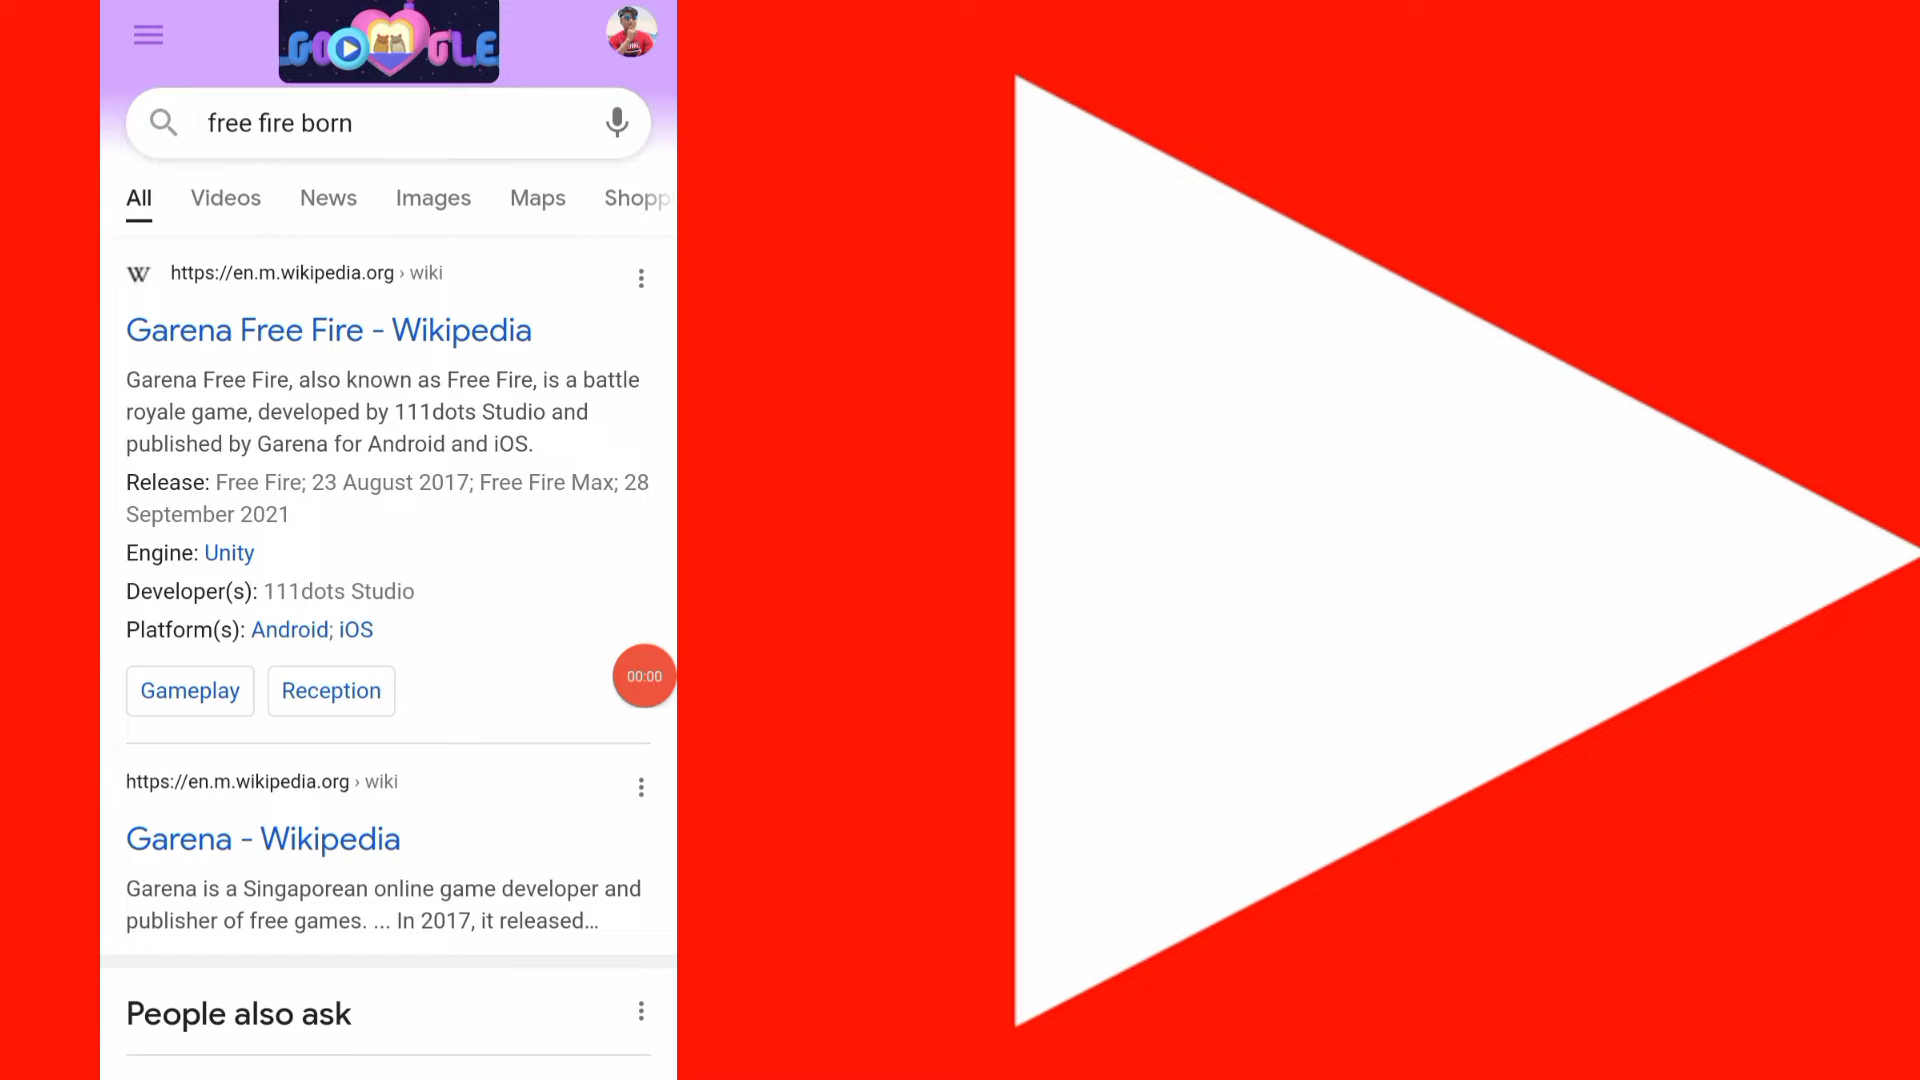 GOOGLE
free fire born
All Videos News Images Maps Shopp
https://en.m.wikipedia.org › wiki
Garena Free Fire - Wikipedia
Garena Free Fire, also known as Free Fire, is a battle
royale game, developed by 111dots Studio and
published by Garena for Android and iOS.
Release: Free Fire; 23 August 2017; Free Fire Max; 28
September 2021
Engine: Unity
Developer(s): 111dots Studio
Platform(s): Android; iOS
Gameplay Reception
00:00
https://en.m.wikipedia.org › wiki
Garena - Wikipedia
Garena is a Singaporean online game developer and
publisher of free games. ... In 2017, it released...
People also ask